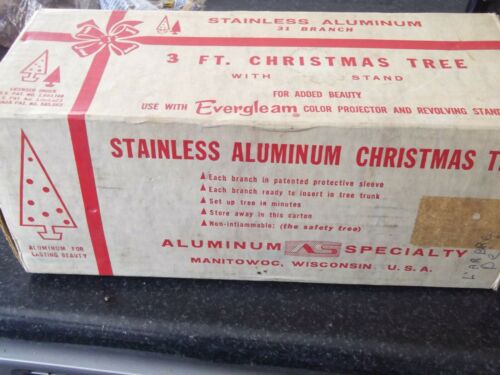 STAINLESS ALUMINUM
31 BRANCH
3 FT. CHRISTMAS TREE
WITH STAND
FOR ADDED BEAUTY
USE WITH Evergleam COLOR PROJECTOR AND REVOLVING STAND
LICENSED UNDER
STAINLESS ALUMINUM CHRISTMAS T
▲ Each branch in patented protective sleeve
▲ Each branch ready to insert in tree trunk
▲ Set up tree in minutes
▲ Store away in this carton
▲ Non-inflammable: (the safety tree)
ALUMINUM FOR
LASTING BEAUTY
ALUMINUM AS SPECIALTY
MANITOWOC, WISCONSIN U.S.A.
L'ARBRE